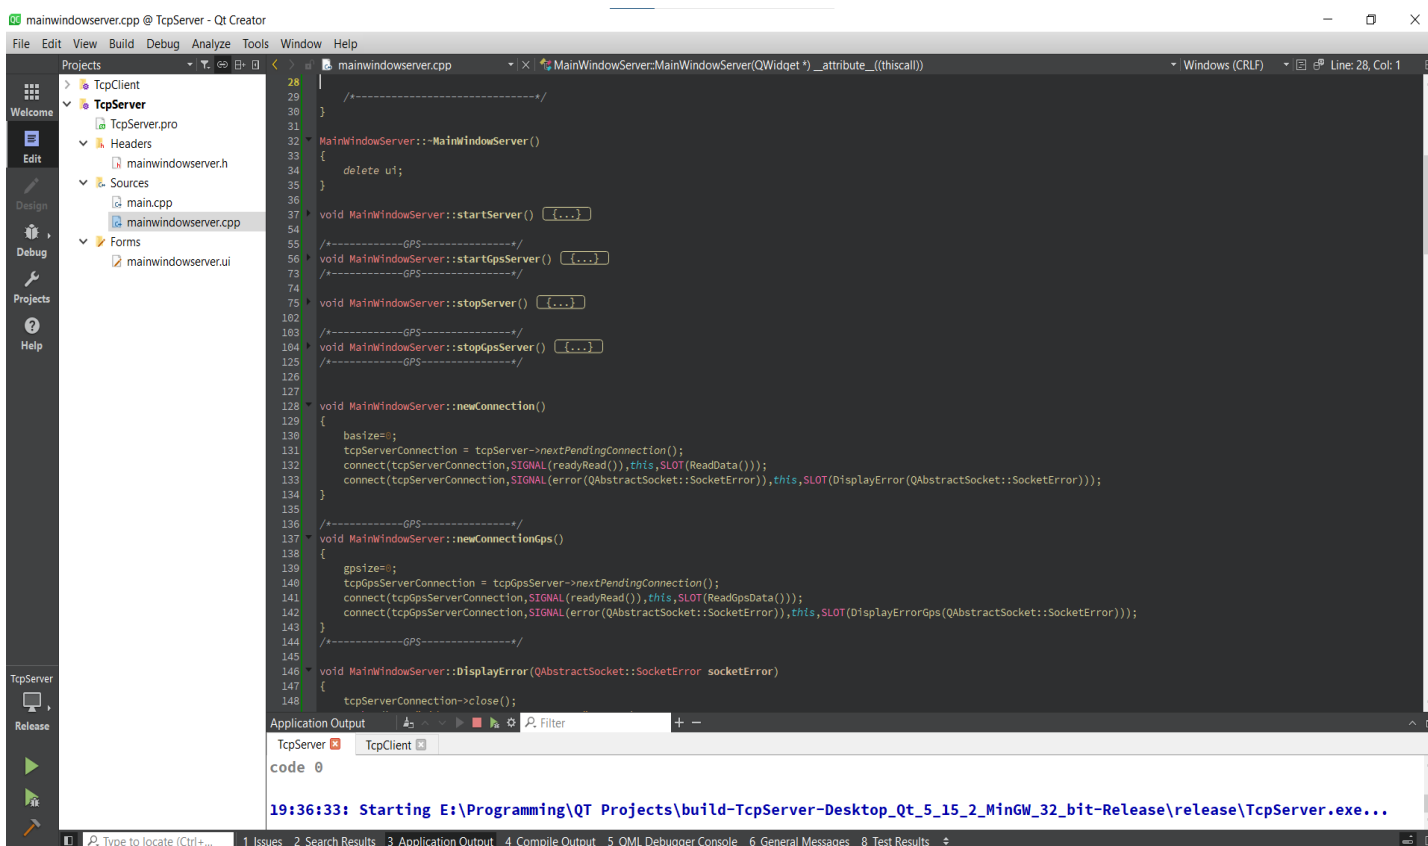 mainwindowserver.cpp @ TcpServer - Qt Creator
File Edit View Build Debug Analyze Tools Window Help
Projects
mainwindowserver.cpp
MainWindowServer::MainWindowServer(QWidget *) __attribute__((thiscall))
Windows (CRLF)
Line: 28, Col: 1
Welcome
Edit
Design
Debug
Projects
Help
TcpServer
Release
TcpClient
TcpServer
TcpServer.pro
Headers
mainwindowserver.h
Sources
main.cpp
mainwindowserver.cpp
Forms
mainwindowserver.ui
28
29 /*------------------------------*/
30 }
31
32 MainWindowServer::~MainWindowServer()
33 {
34 delete ui;
35 }
36
37 void MainWindowServer::startServer() {...}
54
55 /*------------GPS---------------*/
56 void MainWindowServer::startGpsServer() {...}
73 /*------------GPS---------------*/
74
75 void MainWindowServer::stopServer() {...}
102
103 /*------------GPS---------------*/
104 void MainWindowServer::stopGpsServer() {...}
125 /*------------GPS---------------*/
126
127
128 void MainWindowServer::newConnection()
129 {
130 basize=0;
131 tcpServerConnection = tcpServer->nextPendingConnection();
132 connect(tcpServerConnection,SIGNAL(readyRead()),this,SLOT(ReadData()));
133 connect(tcpServerConnection,SIGNAL(error(QAbstractSocket::SocketError)),this,SLOT(DisplayError(QAbstractSocket::SocketError)));
134 }
135
136 /*------------GPS---------------*/
137 void MainWindowServer::newConnectionGps()
138 {
139 gpsize=0;
140 tcpGpsServerConnection = tcpGpsServer->nextPendingConnection();
141 connect(tcpGpsServerConnection,SIGNAL(readyRead()),this,SLOT(ReadGpsData()));
142 connect(tcpGpsServerConnection,SIGNAL(error(QAbstractSocket::SocketError)),this,SLOT(DisplayErrorGps(QAbstractSocket::SocketError)));
143 }
144 /*------------GPS---------------*/
145
146 void MainWindowServer::DisplayError(QAbstractSocket::SocketError socketError)
147 {
148 tcpServerConnection->close();
Application Output
Filter
TcpServer
TcpClient
code 0
19:36:33: Starting E:\Programming\QT Projects\build-TcpServer-Desktop_Qt_5_15_2_MinGW_32_bit-Release\release\TcpServer.exe...
Type to locate (Ctrl+...
1 Issues 2 Search Results 3 Application Output 4 Compile Output 5 QML Debugger Console 6 General Messages 8 Test Results